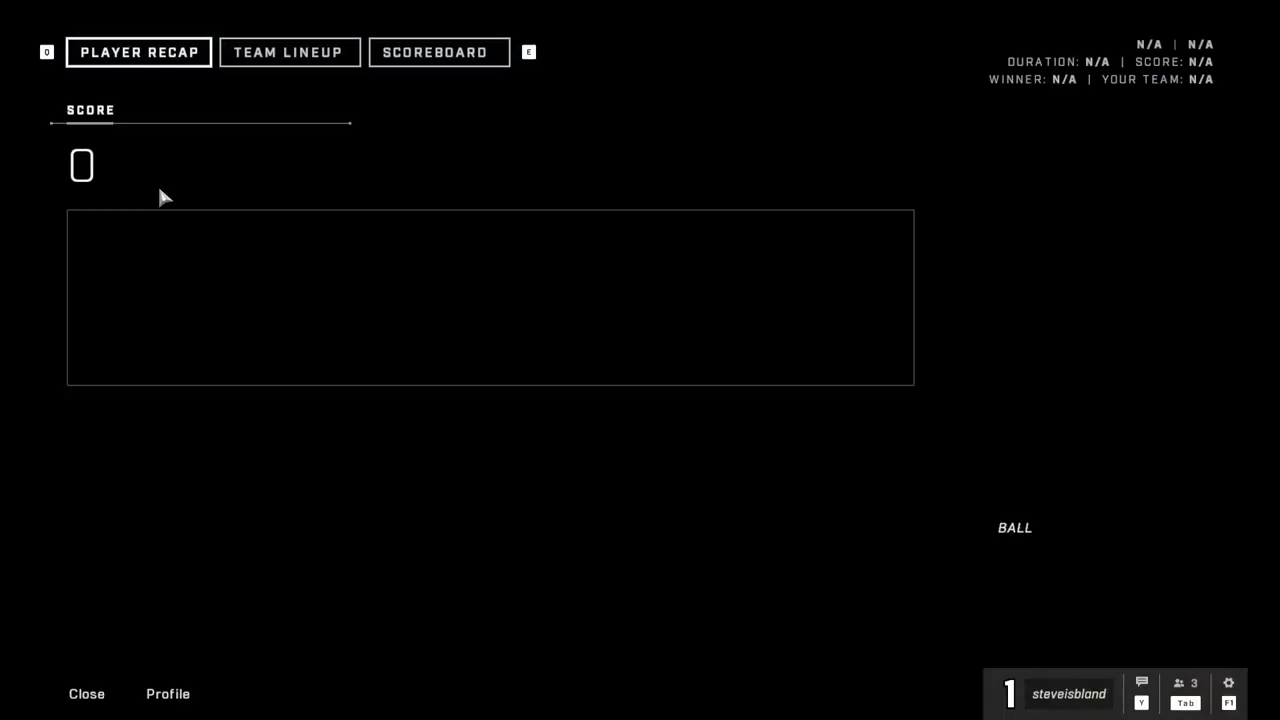 Q PLAYER RECAP TEAM LINEUP SCOREBOARD E
N/A | N/A
DURATION: N/A | SCORE: N/A
WINNER: N/A | YOUR TEAM: N/A
SCORE
0
BALL
Close Profile
1 steveisbland 3
Y Tab F1